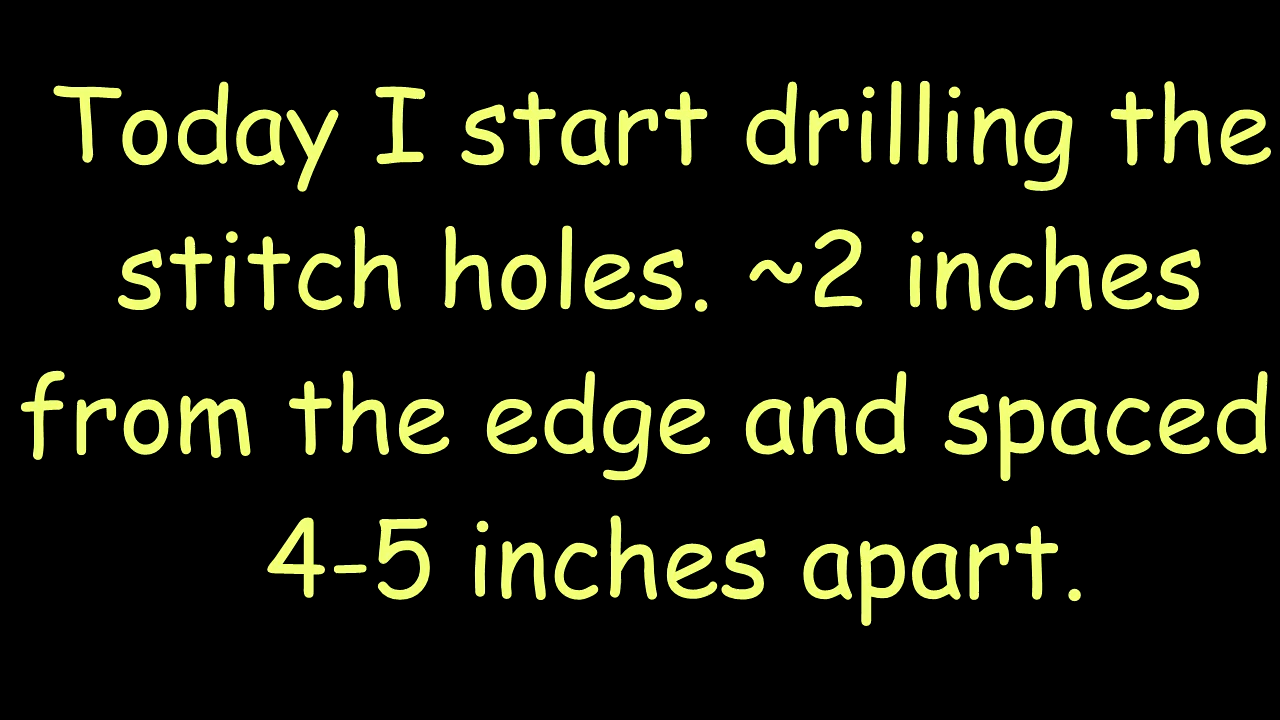 Today I start drilling the
stitch holes. ~2 inches
from the edge and spaced
4-5 inches apart.